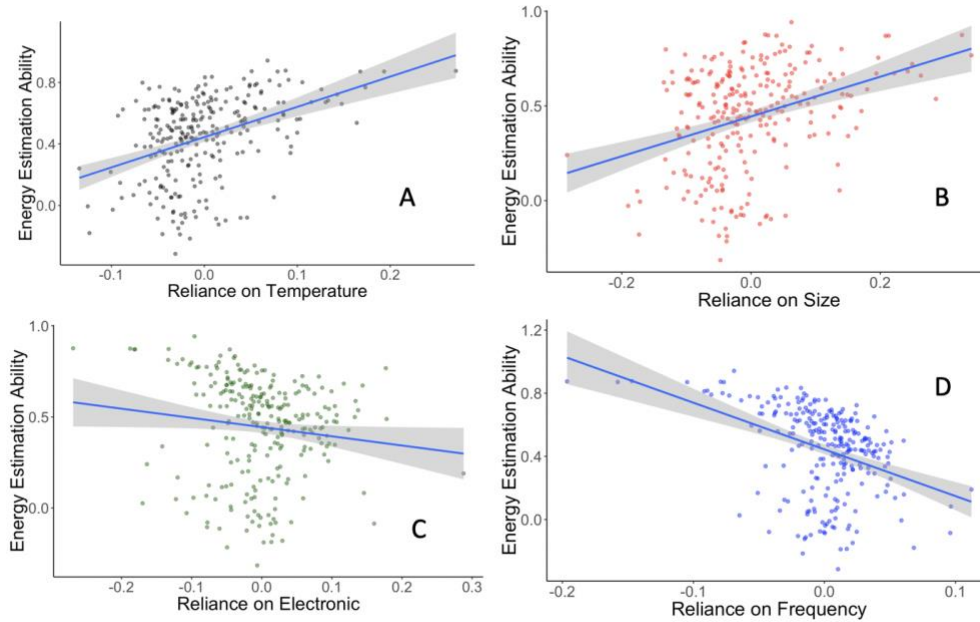 Energy Estimation Ability
0.8
0.4
0.0
A
-0.1
0.0
0.1
0.2
Reliance on Temperature
Energy Estimation Ability
1.0
0.5
0.0
B
-0.2
0.0
0.2
Reliance on Size
Energy Estimation Ability
1.0
0.5
0.0
C
-0.2
-0.1
0.0
0.1
0.2
0.3
Reliance on Electronic
Energy Estimation Ability
1.2
0.8
0.4
0.0
D
-0.2
-0.1
0.0
0.1
Reliance on Frequency